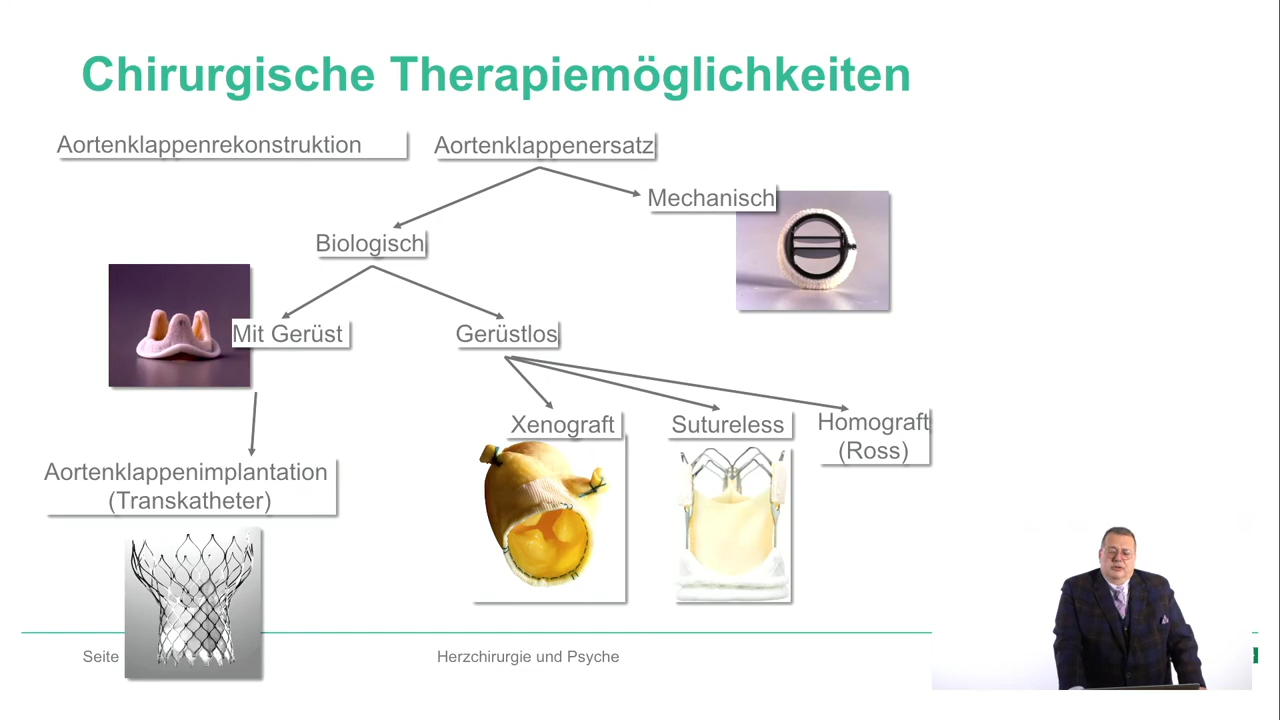 Chirurgische Therapiemöglichkeiten
Aortenklappenrekonstruktion
Aortenklappenersatz
Mechanisch
Biologisch
Mit Gerüst
Gerüstlos
Xenograft
Sutureless
Homograft
(Ross)
Aortenklappenimplantation
(Transkatheter)
Seite
Herzchirurgie und Psyche